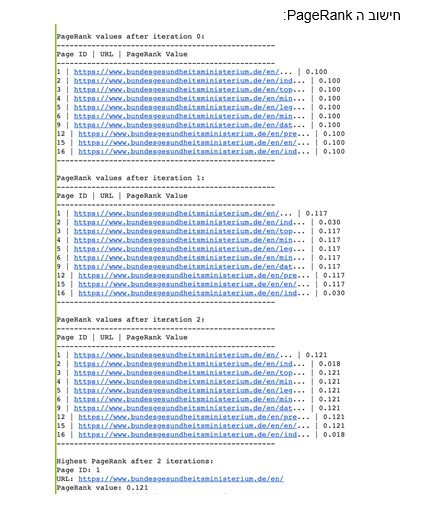 חישוב ה PageRank:
PageRank values after iteration 0:
--------------------------------------------------
Page ID | URL | PageRank Value
--------------------------------------------------
1 | https://www.bundesgesundheitsministerium.de/en/... | 0.100
2 | https://www.bundesgesundheitsministerium.de/en/ind... | 0.100
3 | https://www.bundesgesundheitsministerium.de/en/top... | 0.100
4 | https://www.bundesgesundheitsministerium.de/en/min... | 0.100
5 | https://www.bundesgesundheitsministerium.de/en/leg... | 0.100
6 | https://www.bundesgesundheitsministerium.de/en/min... | 0.100
9 | https://www.bundesgesundheitsministerium.de/en/dat... | 0.100
12 | https://www.bundesgesundheitsministerium.de/en/pre... | 0.100
15 | https://www.bundesgesundheitsministerium.de/en/en/... | 0.100
16 | https://www.bundesgesundheitsministerium.de/en/ind... | 0.100
--------------------------------------------------
PageRank values after iteration 1:
--------------------------------------------------
Page ID | URL | PageRank Value
--------------------------------------------------
1 | https://www.bundesgesundheitsministerium.de/en/... | 0.117
2 | https://www.bundesgesundheitsministerium.de/en/ind... | 0.030
3 | https://www.bundesgesundheitsministerium.de/en/top... | 0.117
4 | https://www.bundesgesundheitsministerium.de/en/min... | 0.117
5 | https://www.bundesgesundheitsministerium.de/en/leg... | 0.117
6 | https://www.bundesgesundheitsministerium.de/en/min... | 0.117
9 | https://www.bundesgesundheitsministerium.de/en/dat... | 0.117
12 | https://www.bundesgesundheitsministerium.de/en/pre... | 0.117
15 | https://www.bundesgesundheitsministerium.de/en/en/... | 0.117
16 | https://www.bundesgesundheitsministerium.de/en/ind... | 0.030
--------------------------------------------------
PageRank values after iteration 2:
--------------------------------------------------
Page ID | URL | PageRank Value
--------------------------------------------------
1 | https://www.bundesgesundheitsministerium.de/en/... | 0.121
2 | https://www.bundesgesundheitsministerium.de/en/ind... | 0.018
3 | https://www.bundesgesundheitsministerium.de/en/top... | 0.121
4 | https://www.bundesgesundheitsministerium.de/en/min... | 0.121
5 | https://www.bundesgesundheitsministerium.de/en/leg... | 0.121
6 | https://www.bundesgesundheitsministerium.de/en/min... | 0.121
9 | https://www.bundesgesundheitsministerium.de/en/dat... | 0.121
12 | https://www.bundesgesundheitsministerium.de/en/pre... | 0.121
15 | https://www.bundesgesundheitsministerium.de/en/en/... | 0.121
16 | https://www.bundesgesundheitsministerium.de/en/ind... | 0.018
--------------------------------------------------
Highest PageRank after 2 iterations:
Page ID: 1
URL: https://www.bundesgesundheitsministerium.de/en/
PageRank value: 0.121